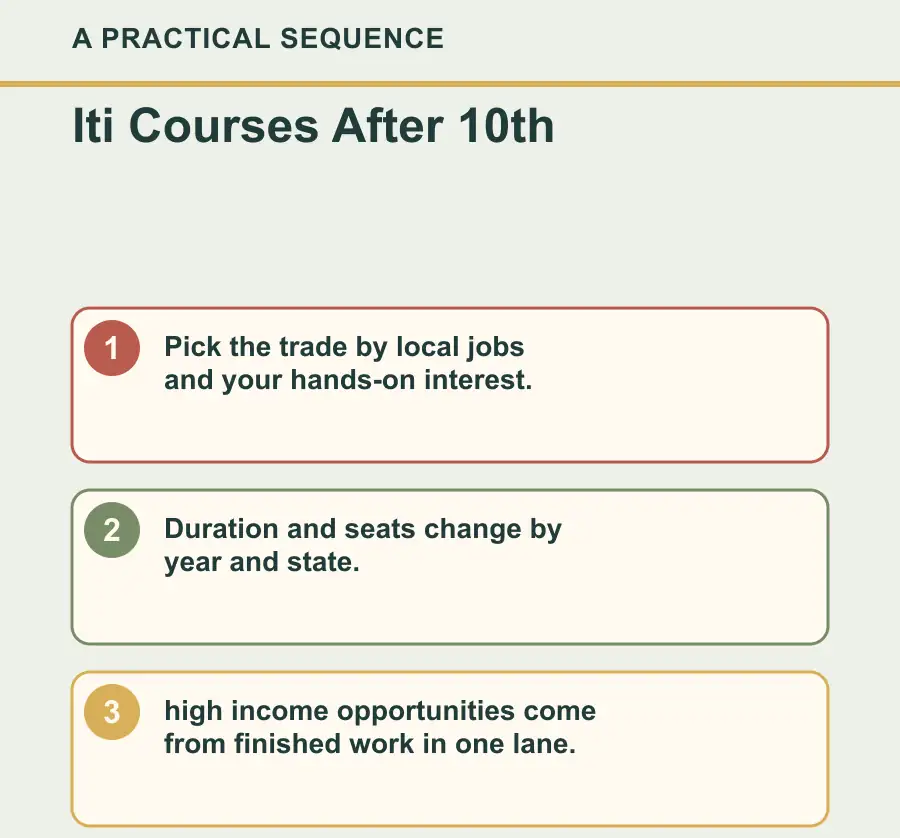 A PRACTICAL SEQUENCE
Iti Courses After 10th
1
Pick the trade by local jobs
and your hands-on interest.
2
Duration and seats change by
year and state.
3
high income opportunities come
from finished work in one lane.